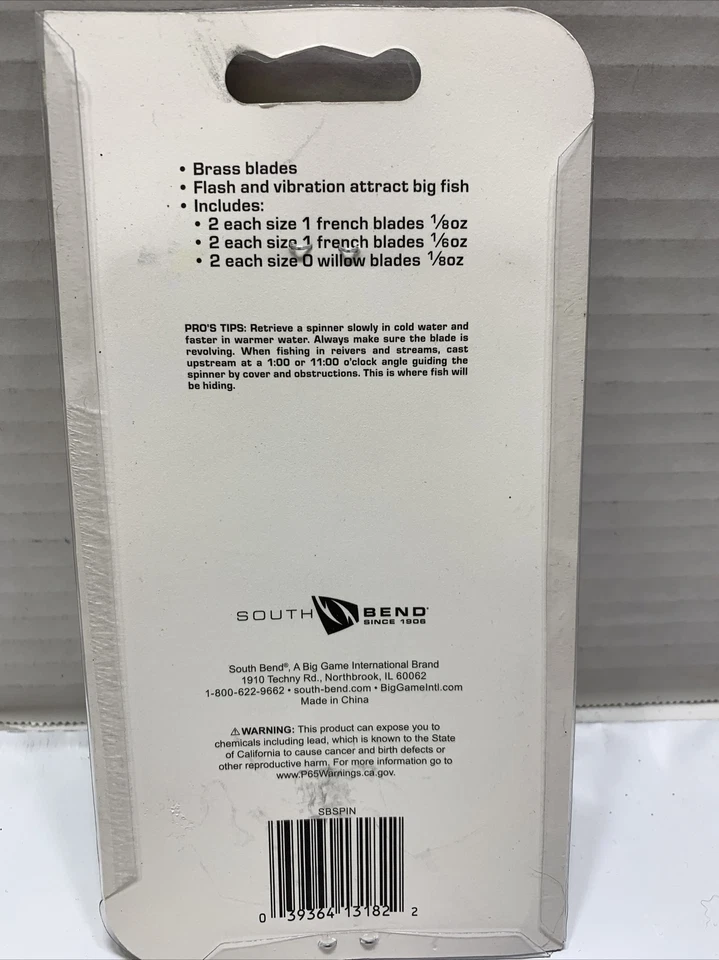 • Brass blades
• Flash and vibration attract big fish
• Includes:
• 2 each size 1 french blades 1/8oz
• 2 each size 1 french blades 1/6oz
• 2 each size 0 willow blades 1/8oz
PRO'S TIPS: Retrieve a spinner slowly in cold water and
faster in warmer water. Always make sure the blade is
revolving. When fishing in reivers and streams, cast
upstream at a 1:00 or 11:00 o'clock angle guiding the
spinner by cover and obstructions. This is where fish will
be hiding.
SOUTH BEND
SINCE 1906
South Bend®, A Big Game International Brand
1910 Techny Rd., Northbrook, IL 60062
1-800-622-9662 • south-bend.com • BigGameIntl.com
Made in China
⚠WARNING: This product can expose you to
chemicals including lead, which is known to the State
of California to cause cancer and birth defects or
other reproductive harm. For more information go to
www.P65Warnings.ca.gov.
SBSPIN
0 39364 13182 2